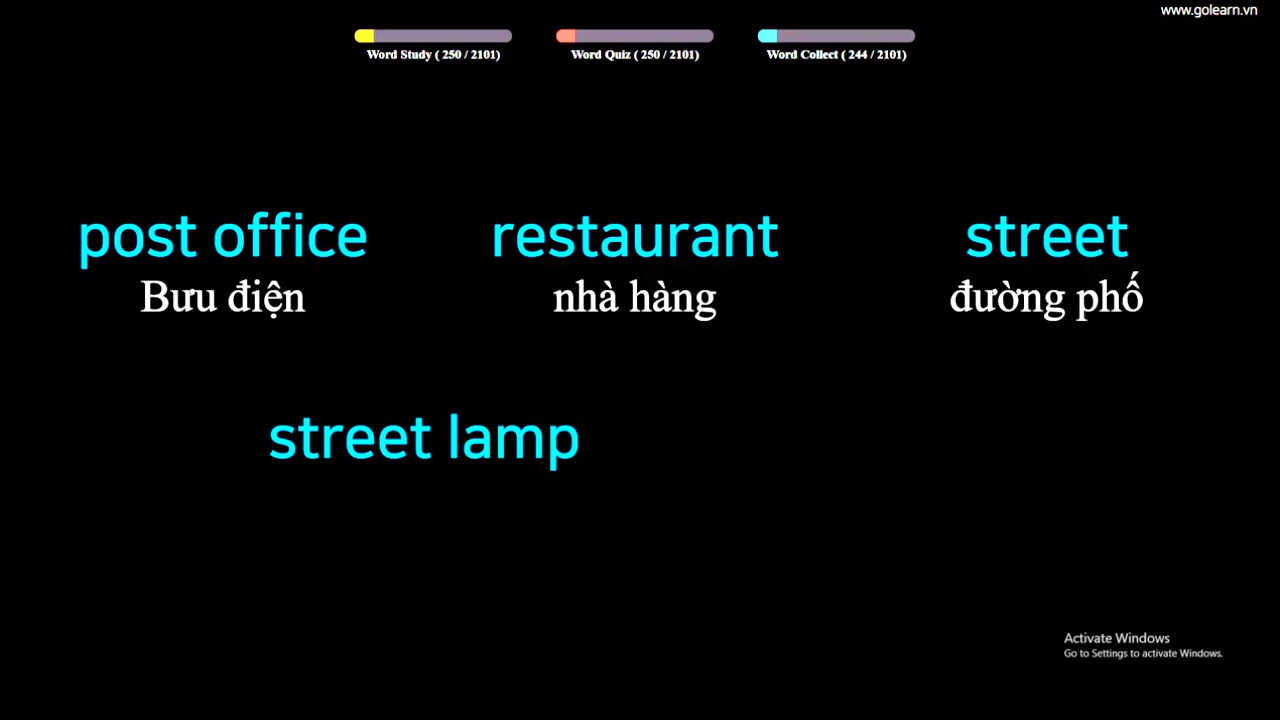 www.golearn.vn
Word Study ( 250 / 2101) Word Quiz ( 250 / 2101) Word Collect ( 244 / 2101)
post office restaurant street
Bưu điện nhà hàng đường phố
street lamp
Activate Windows
Go to Settings to activate Windows.